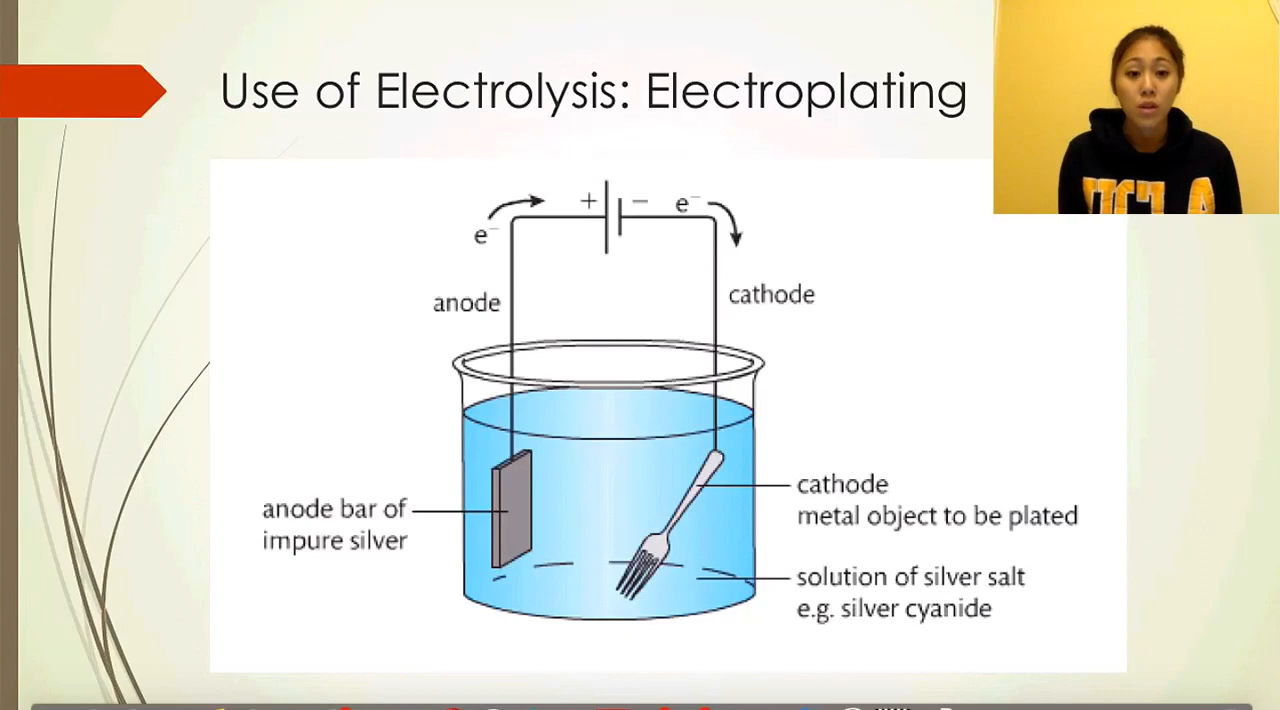 Use of Electrolysis: Electroplating
+ − e⁻
e⁻
anode
cathode
cathode
metal object to be plated
anode bar of
impure silver
solution of silver salt
e.g. silver cyanide